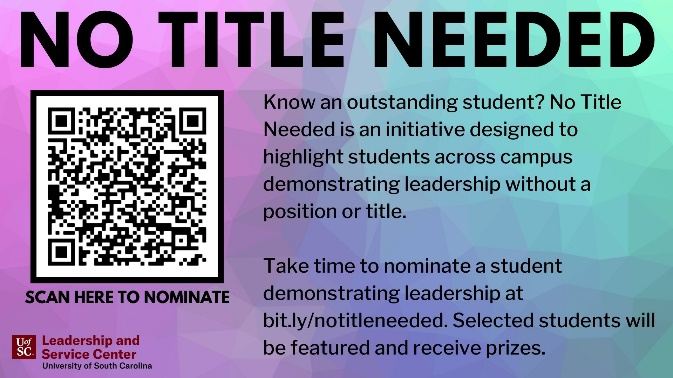 NO TITLE NEEDED
Know an outstanding student? No Title
Needed is an initiative designed to
highlight students across campus
demonstrating leadership without a
position or title.
Take time to nominate a student
demonstrating leadership at
bit.ly/notitleneeded. Selected students will
be featured and receive prizes.
SCAN HERE TO NOMINATE
U of
SC
Leadership and
Service Center
University of South Carolina